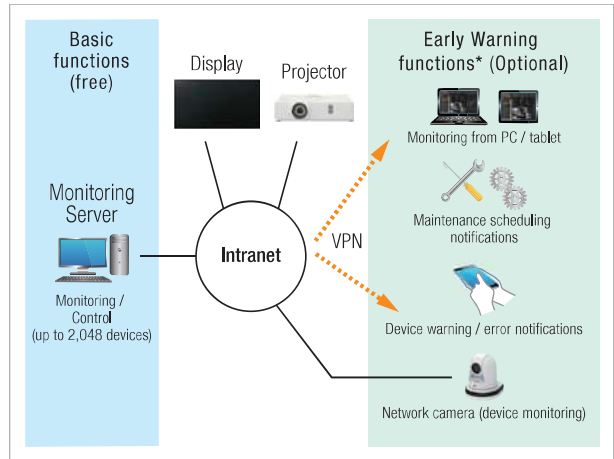 Basic
functions
(free)
Display
Projector
Early Warning
functions* (Optional)
Monitoring from PC / tablet
Maintenance scheduling
notifications
Monitoring
Server
Intranet
VPN
Monitoring /
Control
(up to 2,048 devices)
Device warning / error notifications
Network camera (device monitoring)